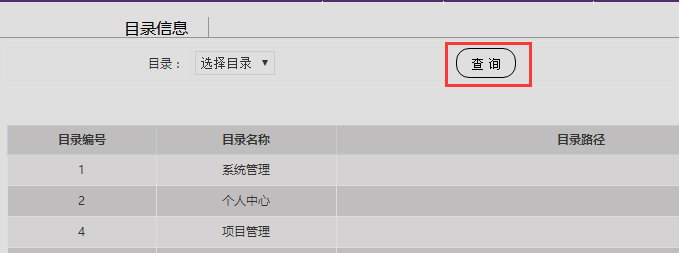 目录信息
目录： 选择目录 ▼ 查 询
目录编号 目录名称 目录路径
1 系统管理
2 个人中心
4 项目管理